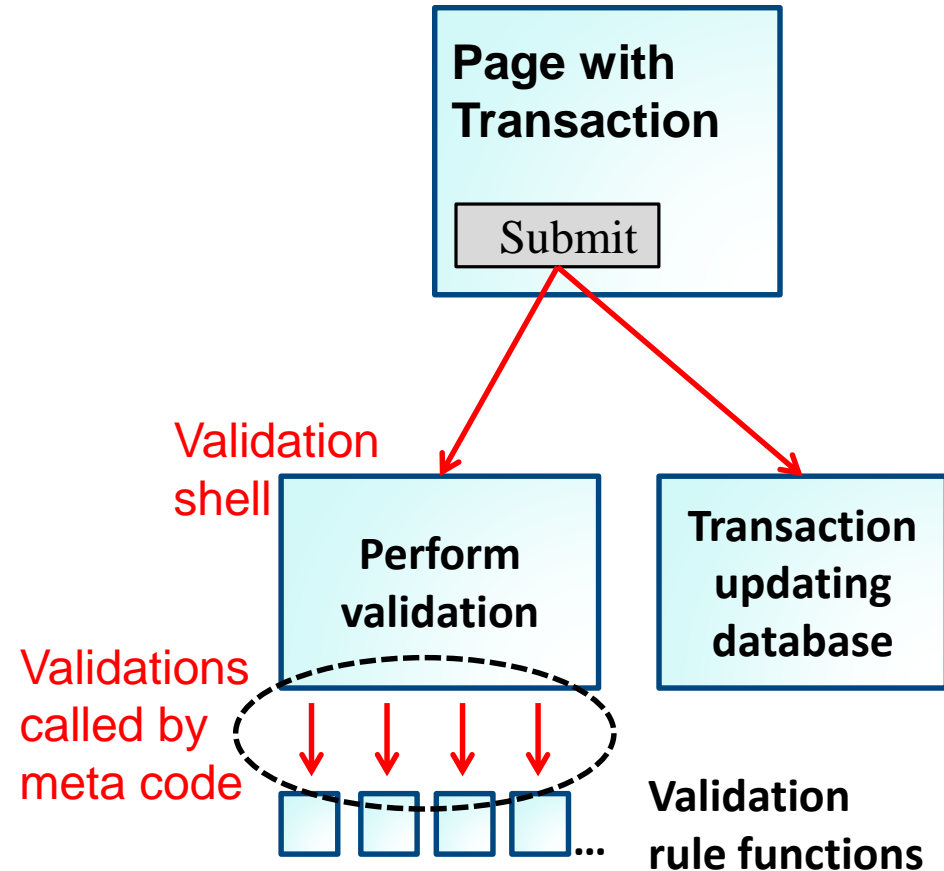 Page with
Transaction
Submit
Validation
shell
Perform
validation
Transaction
updating
database
Validations
called by
meta code
...
Validation
rule functions